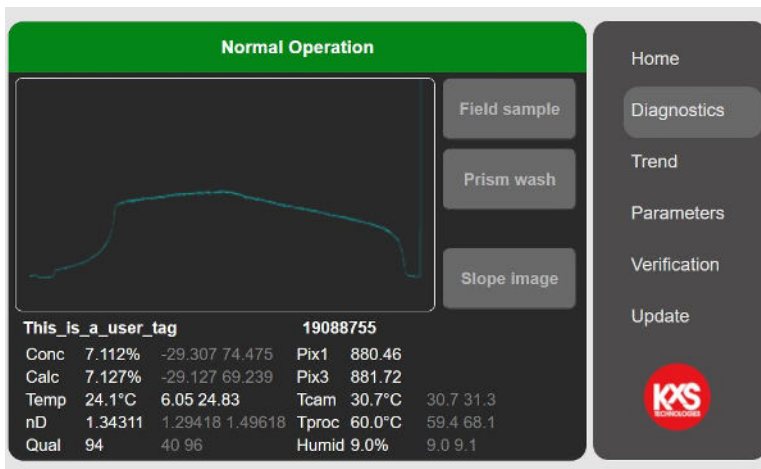 Normal Operation
Field sample
Prism wash
Slope image
This_is_a_user_tag 19088755
Conc 7.112% -29.307 74.475 Pix1 880.46
Calc 7.127% -29.127 69.239 Pix3 881.72
Temp 24.1°C 6.05 24.83 Tcam 30.7°C 30.7 31.3
nD 1.34311 1.29418 1.49618 Tproc 60.0°C 59.4 68.1
Qual 94 40 96 Humid 9.0% 9.0 9.1
Home
Diagnostics
Trend
Parameters
Verification
Update
KXS
TECHNOLOGIES